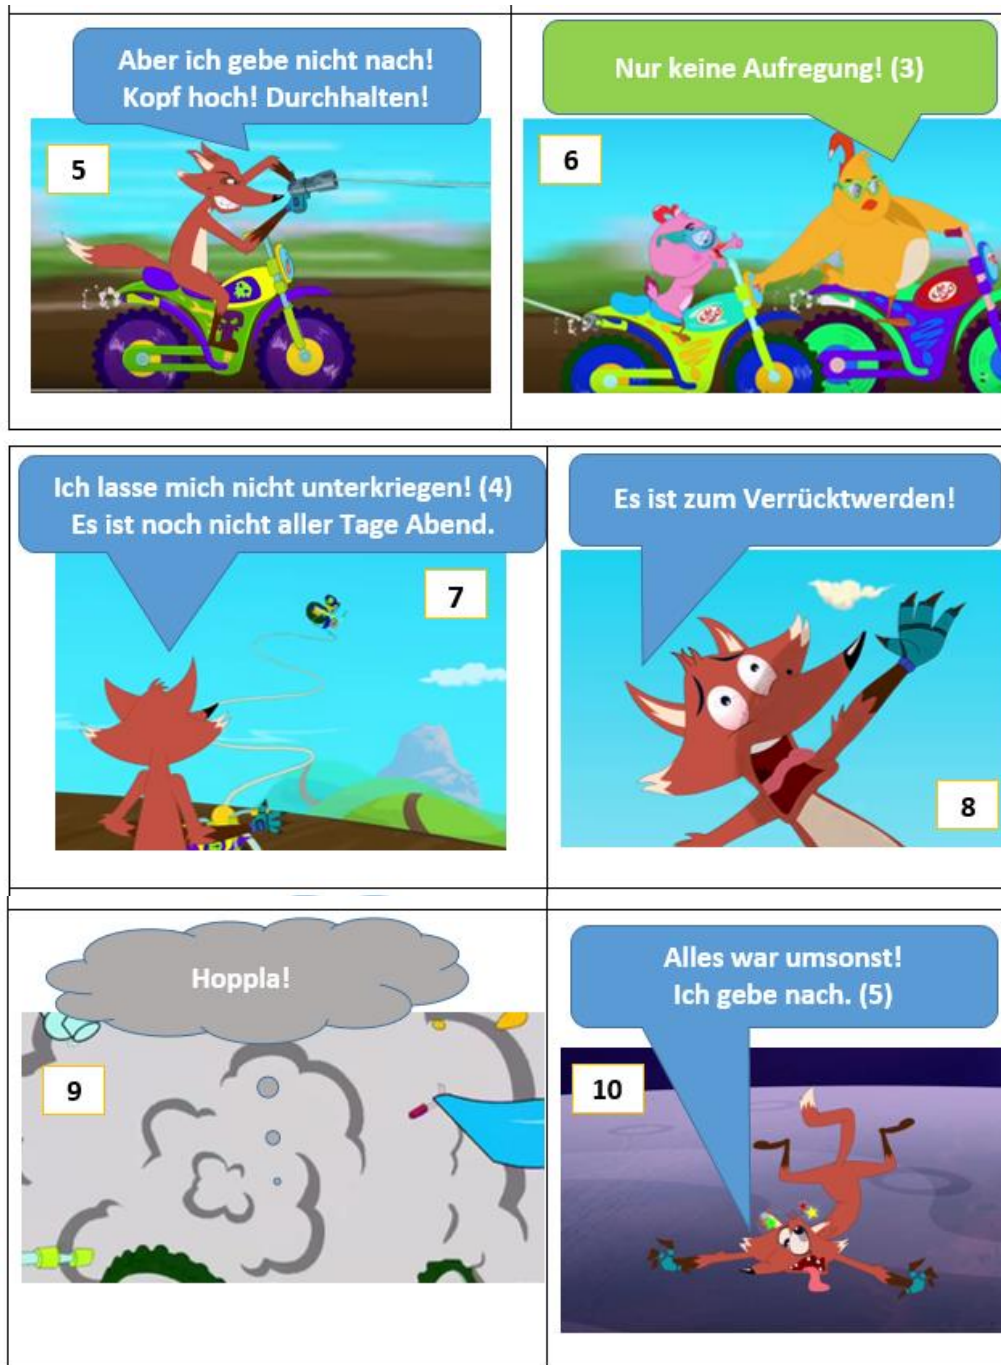 Aber ich gebe nicht nach!
Kopf hoch! Durchhalten!
5
Nur keine Aufregung! (3)
6
Ich lasse mich nicht unterkriegen! (4)
Es ist noch nicht aller Tage Abend.
7
Es ist zum Verrücktwerden!
8
Hoppla!
9
Alles war umsonst!
Ich gebe nach. (5)
10